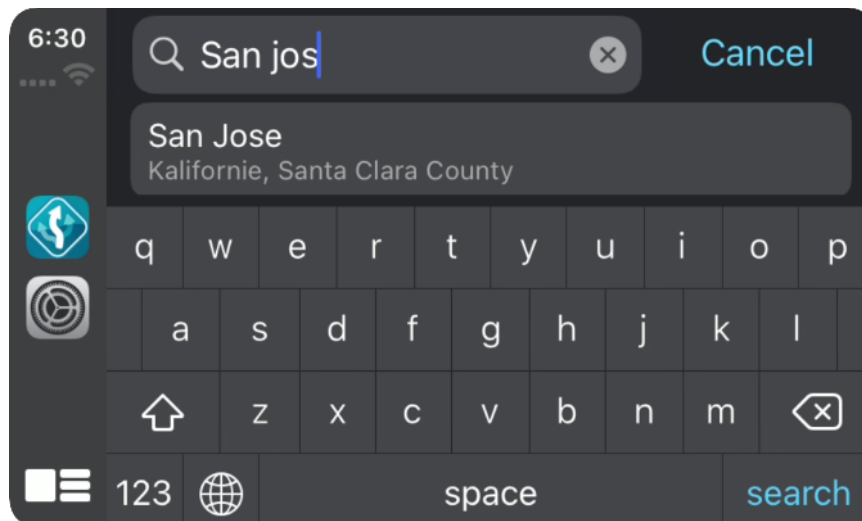 6:30
San jos
Cancel
San Jose
Kalifornie, Santa Clara County
q w e r t y u i o p
a s d f g h j k l
z x c v b n m
123 space search